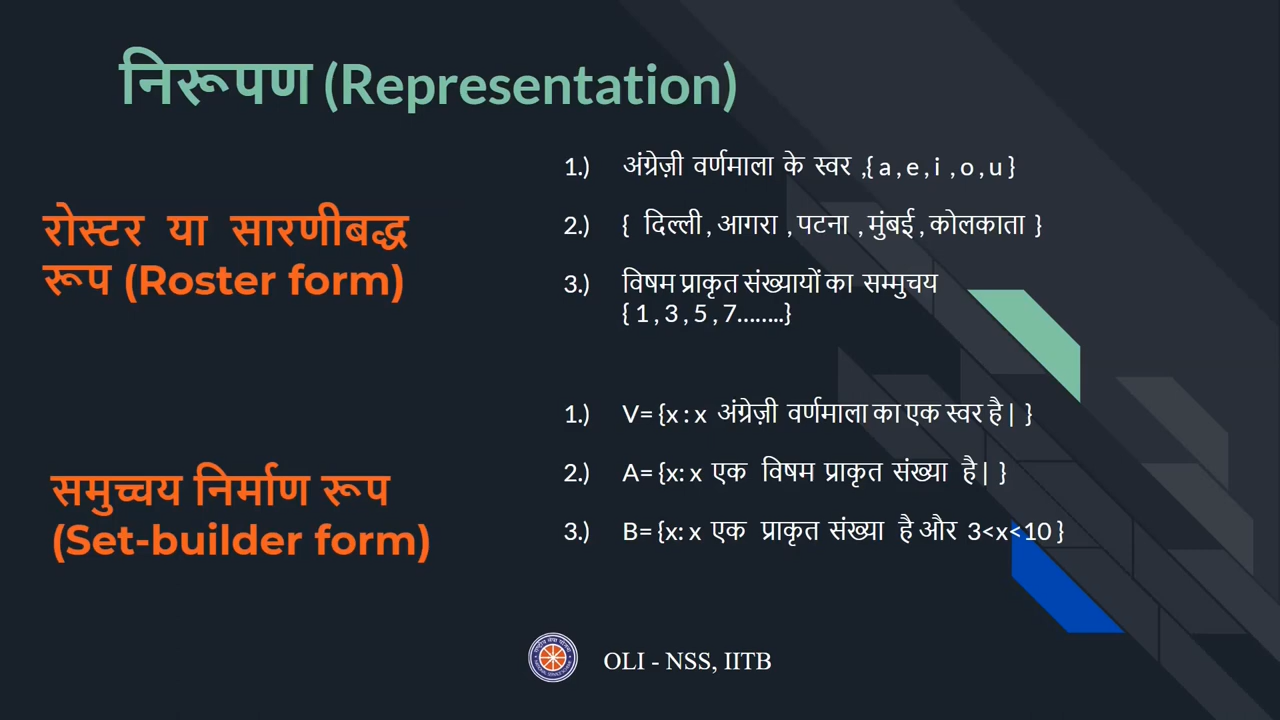 निरूपण (Representation)
रोस्टर या सारणीबद्ध
रूप (Roster form)
1.) अंग्रेज़ी वर्णमाला के स्वर ,{ a , e , i , o , u }
2.) { दिल्ली , आगरा , पटना , मुंबई , कोलकाता }
3.) विषम प्राकृत संख्यायों का सम्मुचय
{ 1 , 3 , 5 , 7........}
समुच्चय निर्माण रूप
(Set-builder form)
1.) V= {x : x अंग्रेज़ी वर्णमाला का एक स्वर है | }
2.) A= {x: x एक विषम प्राकृत संख्या है | }
3.) B= {x: x एक प्राकृत संख्या है और 3<x<10 }
OLI - NSS, IITB